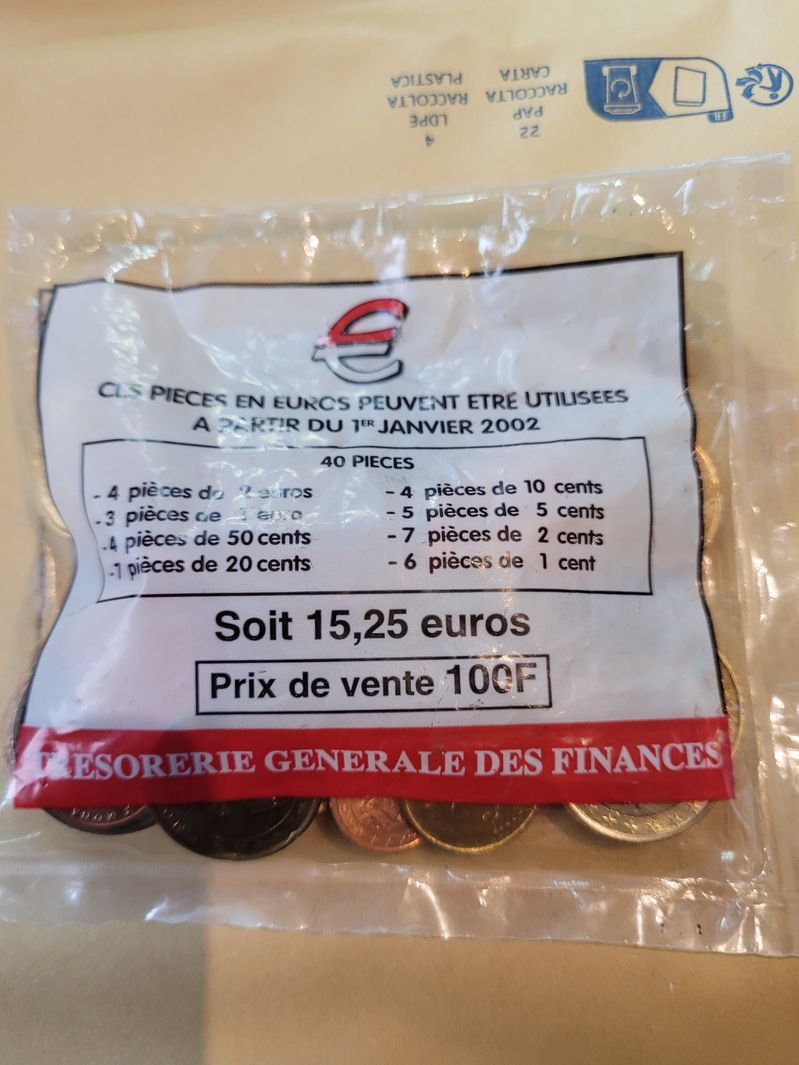 PLASTICA
RACCOLTA
LDPE
4
CARTA
RACCOLTA
PAP
22
FR
CES PIECES EN EUROS PEUVENT ETRE UTILISEES
A PARTIR DU 1ER JANVIER 2002
40 PIECES
- 4 pièces de 2 euros
- 3 pièces de 1 euro
- 4 pièces de 50 cents
- 7 pièces de 20 cents
- 4 pièces de 10 cents
- 5 pièces de 5 cents
- 7 pièces de 2 cents
- 6 pièces de 1 cent
Soit 15,25 euros
Prix de vente 100F
TRESORERIE GENERALE DES FINANCES